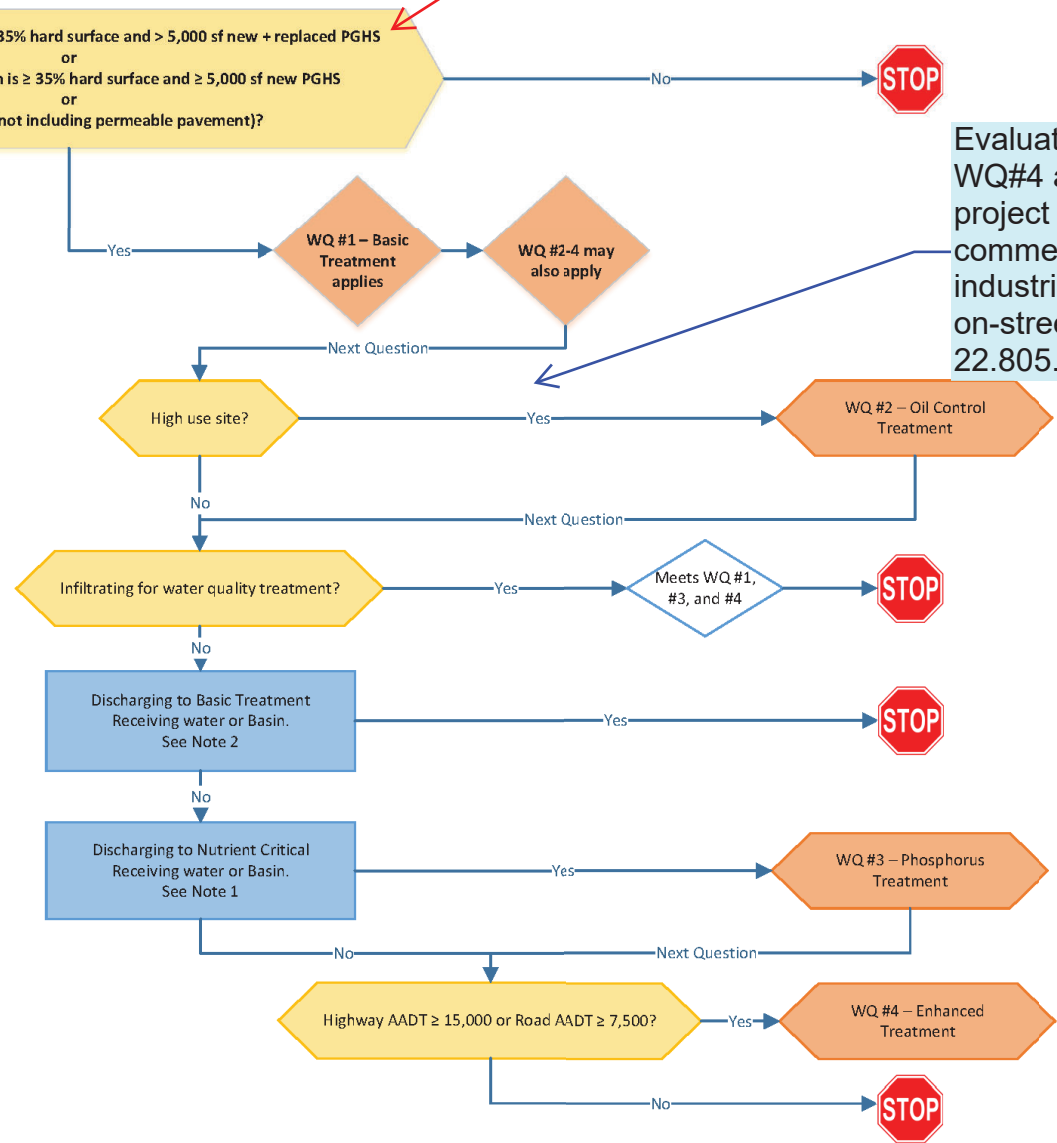 35% hard surface and > 5,000 sf new + replaced PGHS
or
is ≥ 35% hard surface and ≥ 5,000 sf new PGHS
or
not including permeable pavement)?
No
STOP
Evaluat
WQ#4 a
project
comme
industri
on-stree
22.805.
Yes
WQ #1 – Basic
Treatment
applies
WQ #2-4 may
also apply
Next Question
High use site?
Yes
WQ #2 – Oil Control
Treatment
No
Next Question
Infiltrating for water quality treatment?
Yes
Meets WQ #1,
#3, and #4
STOP
No
Discharging to Basic Treatment
Receiving water or Basin.
See Note 2
Yes
STOP
No
Discharging to Nutrient Critical
Receiving water or Basin.
See Note 1
Yes
WQ #3 – Phosphorus
Treatment
No
Next Question
Highway AADT ≥ 15,000 or Road AADT ≥ 7,500?
Yes
WQ #4 – Enhanced
Treatment
No
STOP